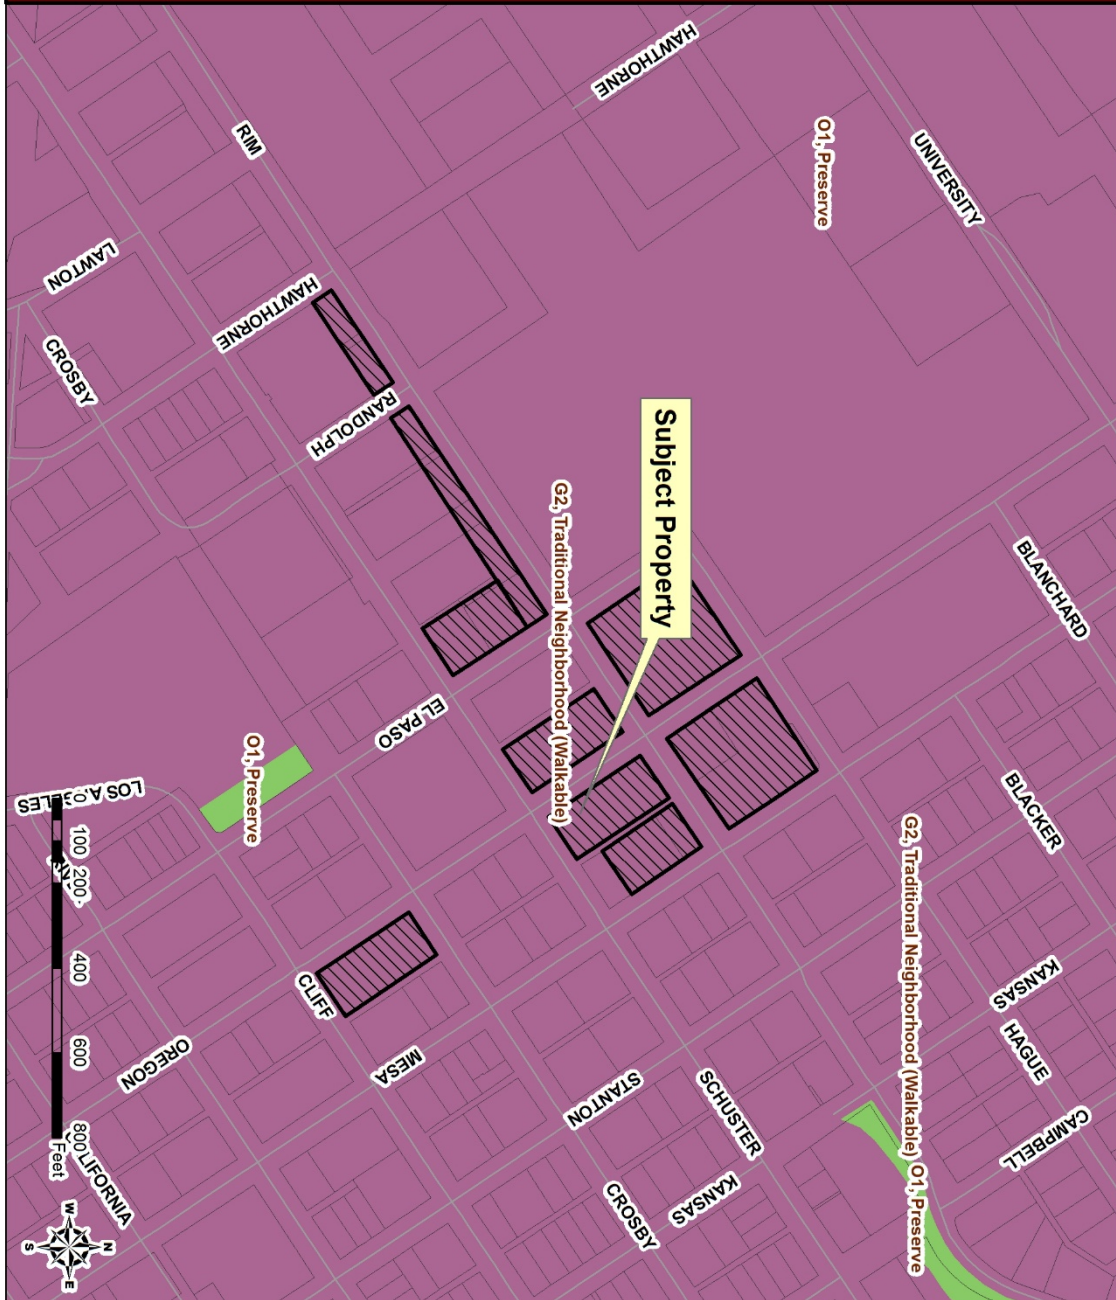 HAWTHORNE
UNIVERSITY
O1, Preserve
RIM
LAWTON
HAWTHORNE
CROSBY
RANDOLPH
Subject Property
G2, Traditional Neighborhood (Walkable)
BLANCHARD
EL PASO
O1, Preserve
LOS ANGELES
BLACKER
G2, Traditional Neighborhood (Walkable)
KANSAS
HAGUE
CAMPBELL
CLIFF
OREGON
MESA
STANTON
SCHUSTER
KANSAS
CROSBY
O1, Preserve
0 100 200 400 600 800
Feet
LIFORNIA
N
W
E
S